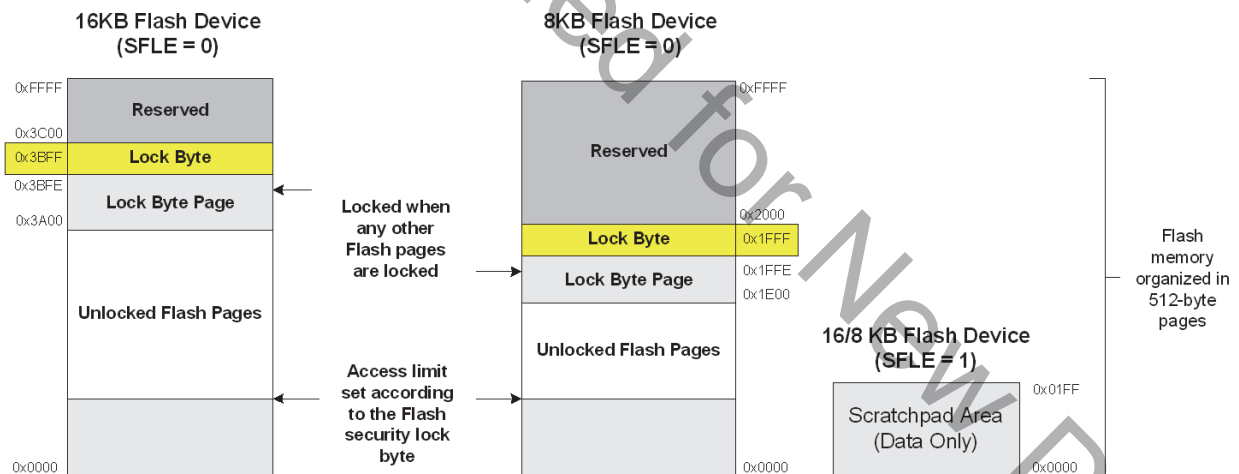 16KB Flash Device
(SFLE = 0)
0xFFFF
Reserved
0x3C00
0x3BFF
Lock Byte
0x3BFE
Lock Byte Page
0x3A00
Unlocked Flash Pages
0x0000
Locked when
any other
Flash pages
are locked
Access limit
set according
to the Flash
security lock
byte
8KB Flash Device
(SFLE = 0)
0xFFFF
Reserved
0x2000
Lock Byte
0x1FFF
Lock Byte Page
0x1FFE
0x1E00
Unlocked Flash Pages
0x0000
16/8 KB Flash Device
(SFLE = 1)
0x01FF
Scratchpad Area
(Data Only)
0x0000
Flash
memory
organized in
512-byte
pages
for New